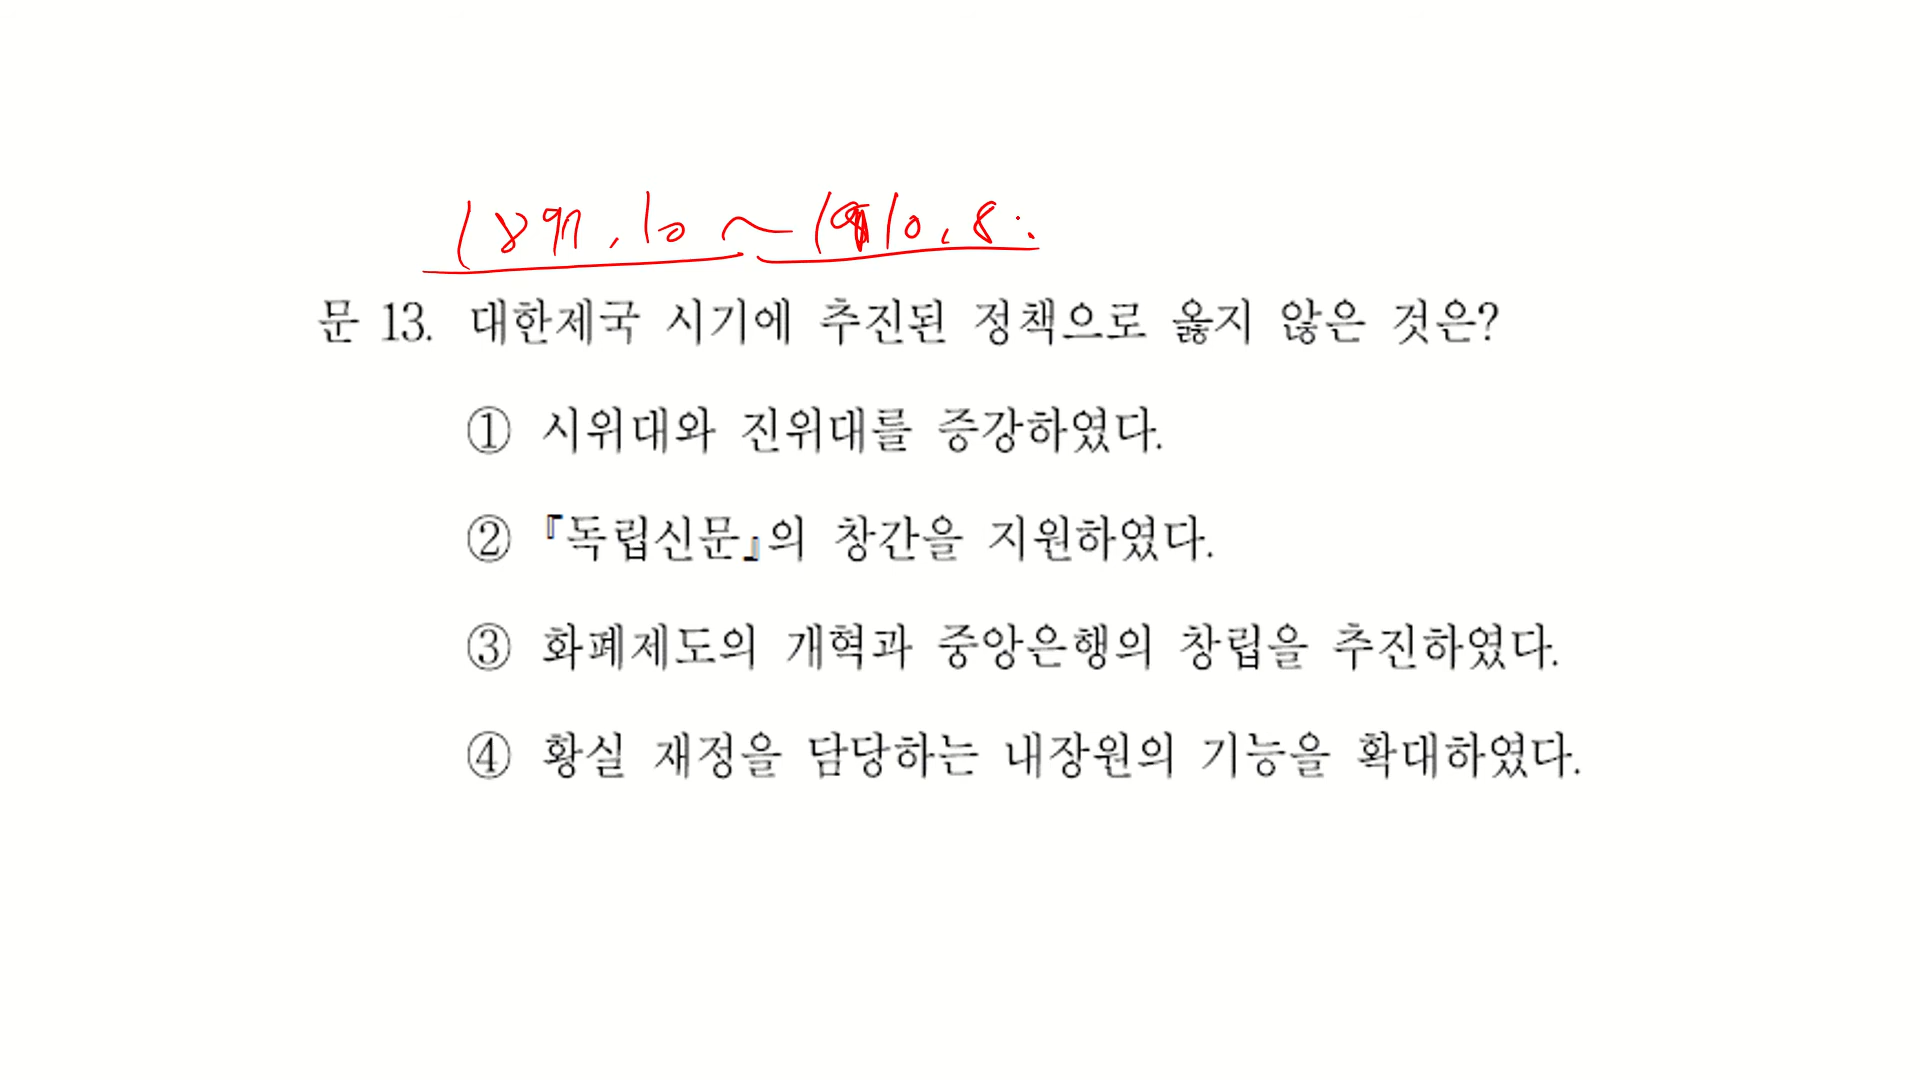 1897.10 ~ 1910.8.
문 13. 대한제국 시기에 추진된 정책으로 옳지 않은 것은?
① 시위대와 진위대를 증강하였다.
② 『독립신문』의 창간을 지원하였다.
③ 화폐제도의 개혁과 중앙은행의 창립을 추진하였다.
④ 황실 재정을 담당하는 내장원의 기능을 확대하였다.